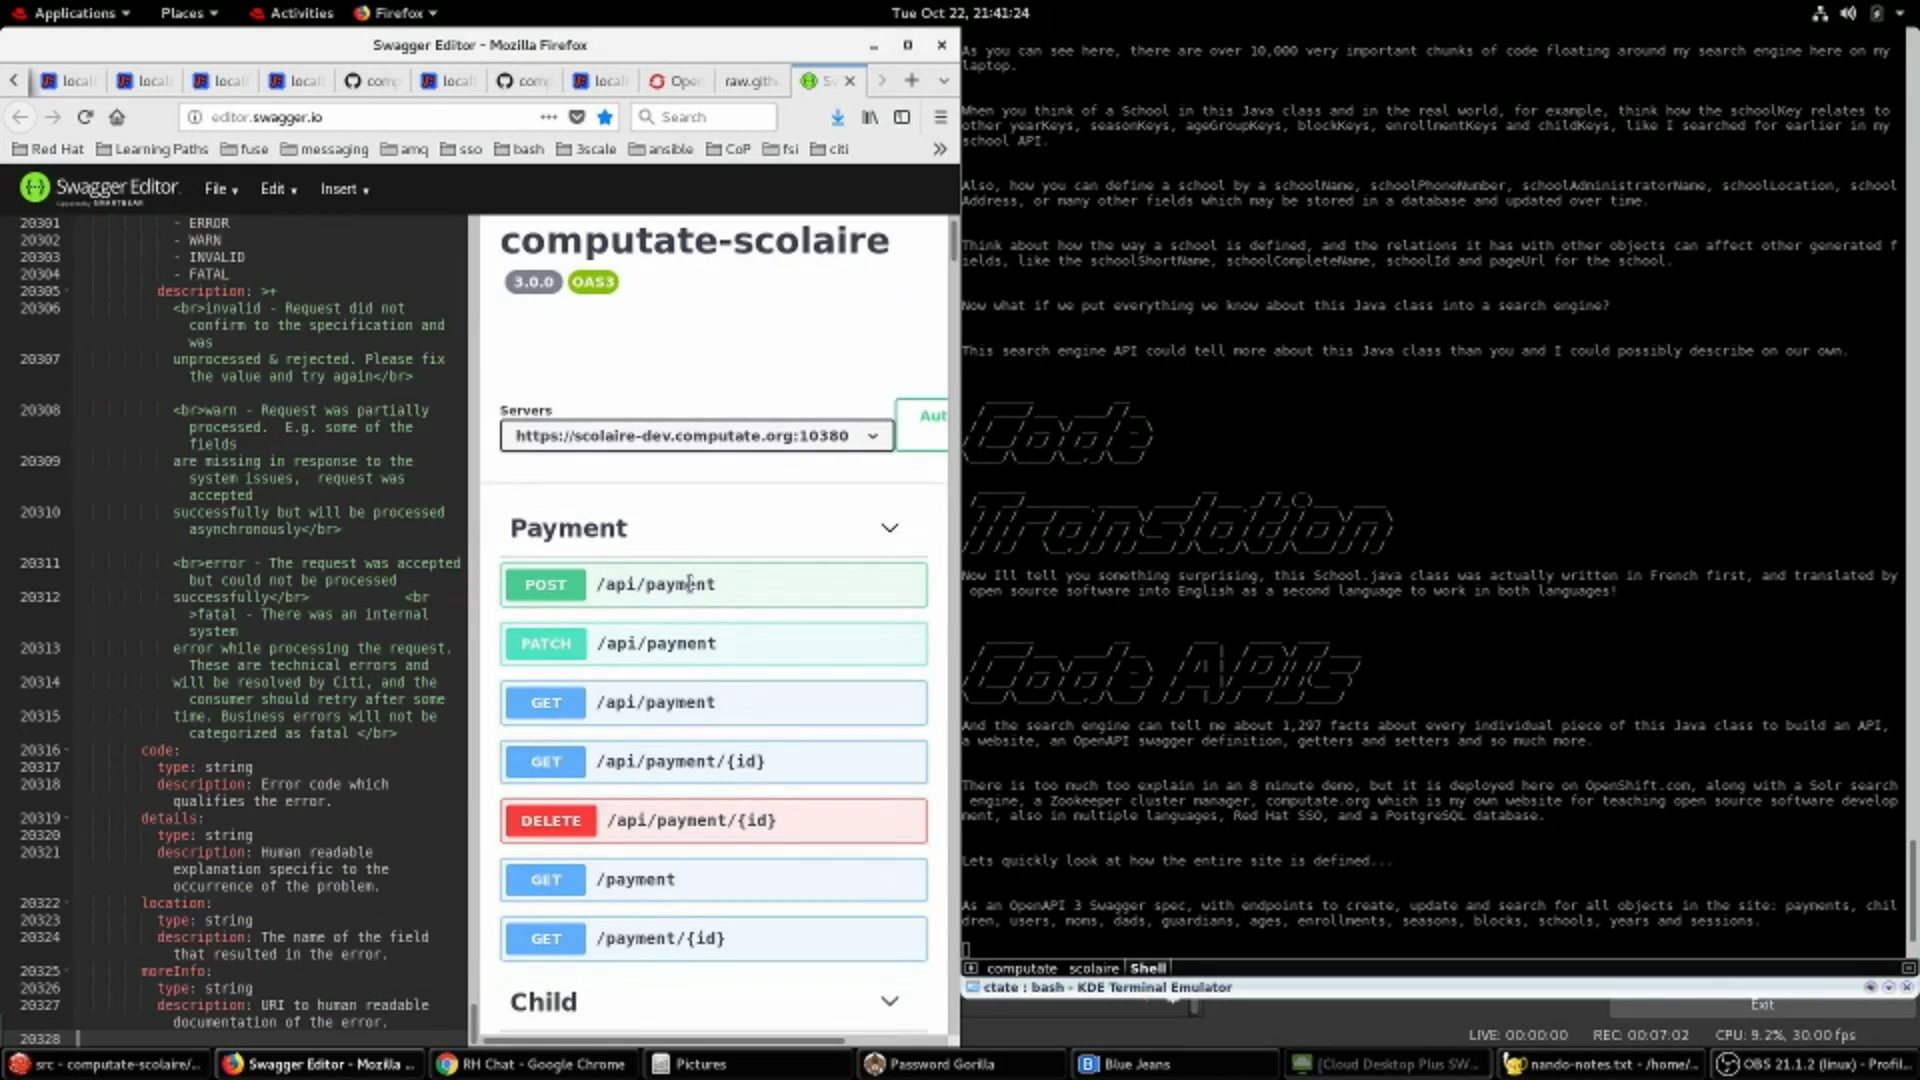 Applications
Places
Activities
Firefox
Tue Oct 22, 21:41:24
Swagger Editor - Mozilla Firefox
locall
locall
locall
locall
comp
locall
comp
locall
Ope
raw.gith
editor.swagger.io
Search
Red Hat
Learning Paths
fuse
messaging
amq
sso
bash
3scale
ansible
CoP
fsi
citi
Swagger Editor
File
Edit
Insert
20301 - ERROR
20302 - WARN
20303 - INVALID
20304 - FATAL
20305 description: >+
20306 <br>invalid - Request did not
confirm to the specification and
was
20307 unprocessed & rejected. Please fix
the value and try again</br>
20308 <br>warn - Request was partially
processed. E.g. some of the
fields
20309 are missing in response to the
system issues, request was
accepted
20310 successfully but will be processed
asynchronously</br>
20311 <br>error - The request was accepted
but could not be processed
20312 successfully</br> <br
>fatal - There was an internal
system
20313 error while processing the request.
These are technical errors and
20314 will be resolved by Citi, and the
consumer should retry after some
20315 time. Business errors will not be
categorized as fatal </br>
20316 code:
20317 type: string
20318 description: Error code which
qualifies the error.
20319 details:
20320 type: string
20321 description: Human readable
explanation specific to the
occurrence of the problem.
20322 location:
20323 type: string
20324 description: The name of the field
that resulted in the error.
20325 moreInfo:
20326 type: string
20327 description: URI to human readable
documentation of the error.
20328
computate-scolaire
3.0.0 OAS3
Servers
https://scolaire-dev.computate.org:10380
Aut
Payment
POST /api/payment
PATCH /api/payment
GET /api/payment
GET /api/payment/{id}
DELETE /api/payment/{id}
GET /payment
GET /payment/{id}
Child
As you can see here, there are over 10,000 very important chunks of code floating around my search engine here on my
laptop.
When you think of a School in this Java class and in the real world, for example, think how the schoolKey relates to
other yearKeys, seasonKeys, ageGroupKeys, blockKeys, enrollmentKeys and childKeys, like I searched for earlier in my
school API.
Also, how you can define a school by a schoolName, schoolPhoneNumber, schoolAdministratorName, schoolLocation, school
Address, or many other fields which may be stored in a database and updated over time.
Think about how the way a school is defined, and the relations it has with other objects can affect other generated f
ields, like the schoolShortName, schoolCompleteName, schoolId and pageUrl for the school.
Now what if we put everything we know about this Java class into a search engine?
This search engine API could tell more about this Java class than you and I could possibly describe on our own.
Code
Translation
Now Ill tell you something surprising, this School.java class was actually written in French first, and translated by
open source software into English as a second language to work in both languages!
Code APIs
And the search engine can tell me about 1,297 facts about every individual piece of this Java class to build an API,
a website, an OpenAPI swagger definition, getters and setters and so much more.
There is too much too explain in an 8 minute demo, but it is deployed here on OpenShift.com, along with a Solr search
engine, a Zookeeper cluster manager, computate.org which is my own website for teaching open source software develop
ment, also in multiple languages, Red Hat SSO, and a PostgreSQL database.
Lets quickly look at how the entire site is defined...
As an OpenAPI 3 Swagger spec, with endpoints to create, update and search for all objects in the site: payments, chil
dren, users, moms, dads, guardians, ages, enrollments, seasons, blocks, schools, years and sessions.
computate scolaire Shell
ctate : bash - KDE Terminal Emulator
Exit
LIVE: 00:00:00 REC: 00:07:02 CPU: 9.2%, 30.00 fps
src - computate-scolaire/...
Swagger Editor - Mozilla ...
RH Chat - Google Chrome
Pictures
Password Gorilla
Blue Jeans
[Cloud Desktop Plus SW...
nando-notes.txt - /home/...
OBS 21.1.2 (linux) - Profil...